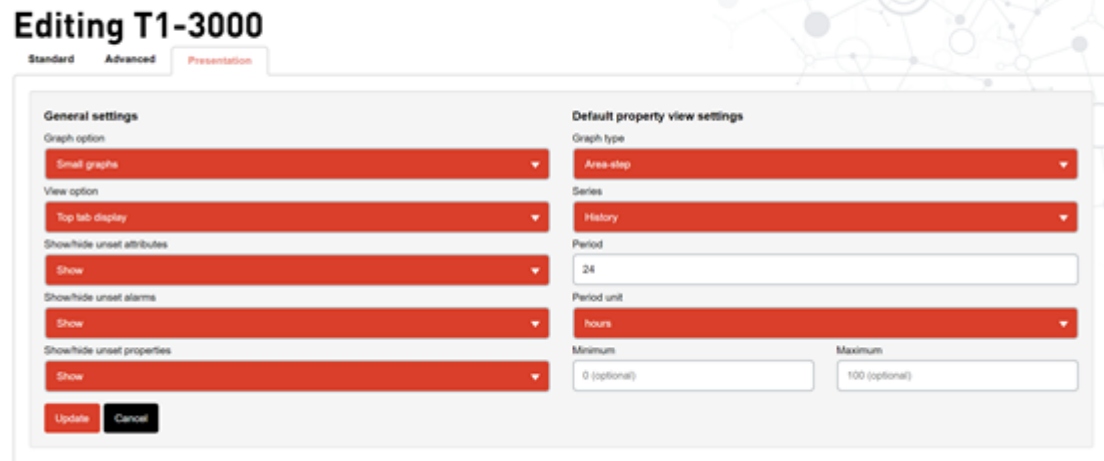 Editing T1-3000
Standard Advanced Presentation
General settings
Graph option
Small graphs
View option
Top tab display
Show/hide unset attributes
Show
Show/hide unset alarms
Show
Show/hide unset properties
Show
Update Cancel
Default property view settings
Graph type
Area-step
Series
History
Period
24
Period unit
hours
Minimum Maximum
0 (optional) 100 (optional)